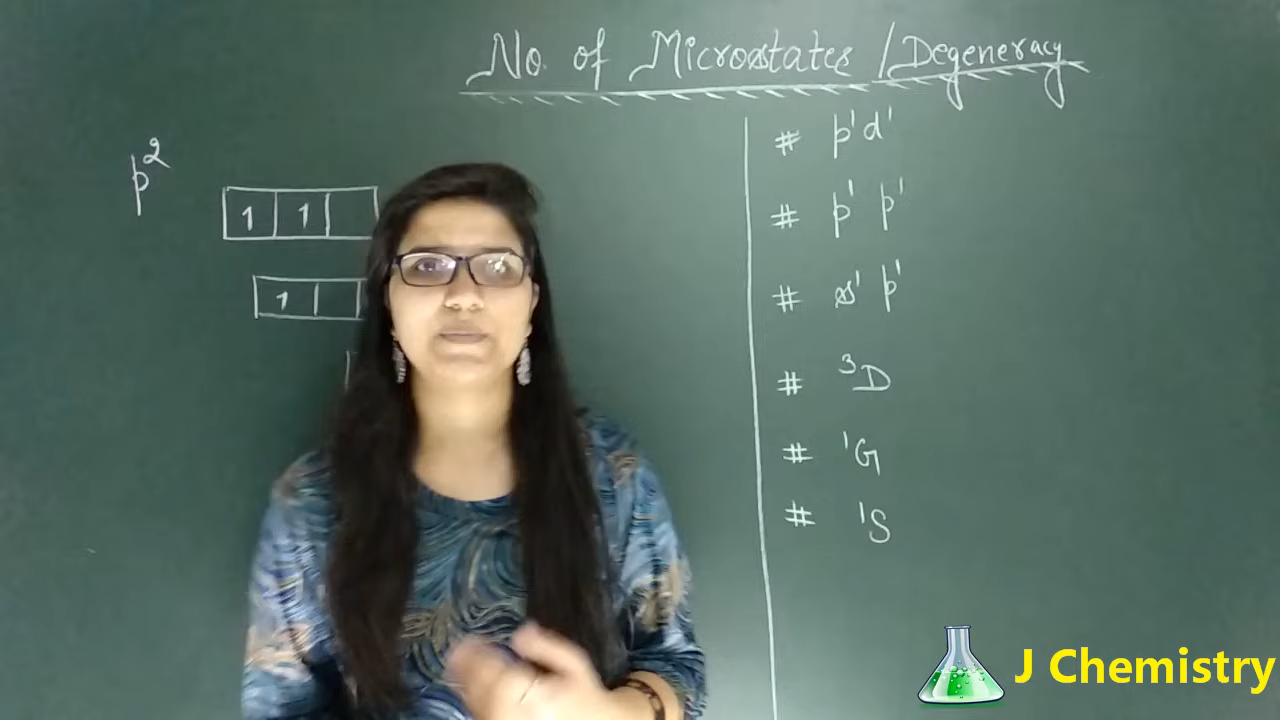 No. of Microstates / Degeneracy
p²
1 1
1
# p¹d¹
# p¹ p¹
# s¹ p¹
# ³D
# ¹G
# ¹S
J Chemistry